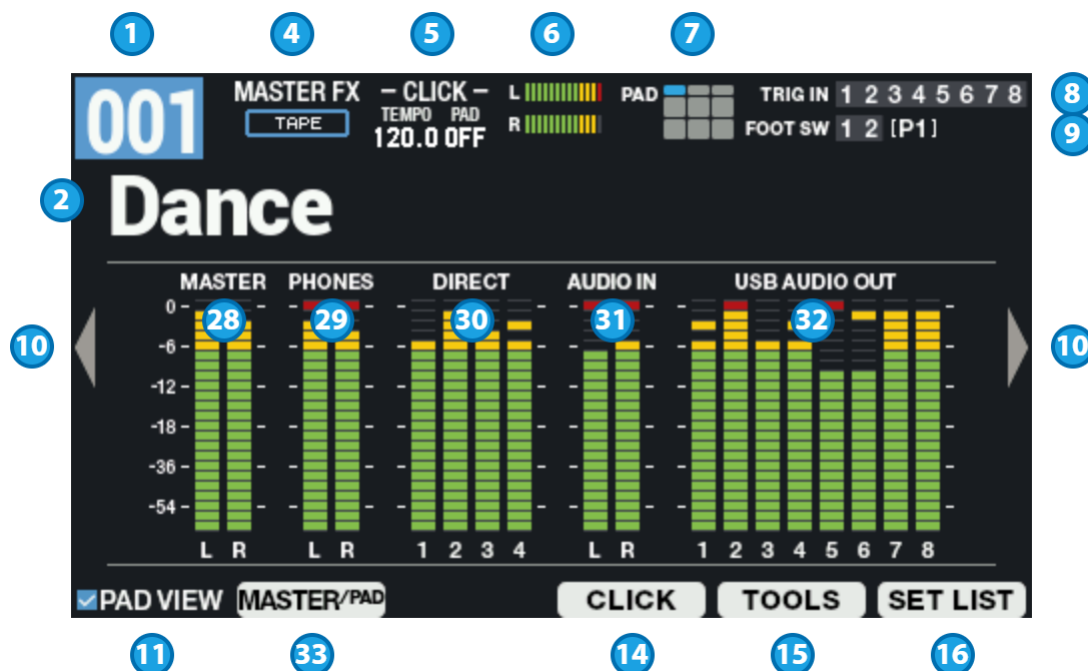 1 4 5 6 7
001 MASTER FX – CLICK – L PAD TRIG IN 1 2 3 4 5 6 7 8 8
TAPE TEMPO PAD R FOOT SW 1 2 [P1] 9
120.0 OFF
2 Dance
MASTER PHONES DIRECT AUDIO IN USB AUDIO OUT
0
28 29 30 31 32
10 -6 10
-12
-18
-36
-54
L R L R 1 2 3 4 L R 1 2 3 4 5 6 7 8
PAD VIEW MASTER/PAD CLICK TOOLS SET LIST
11 33 14 15 16